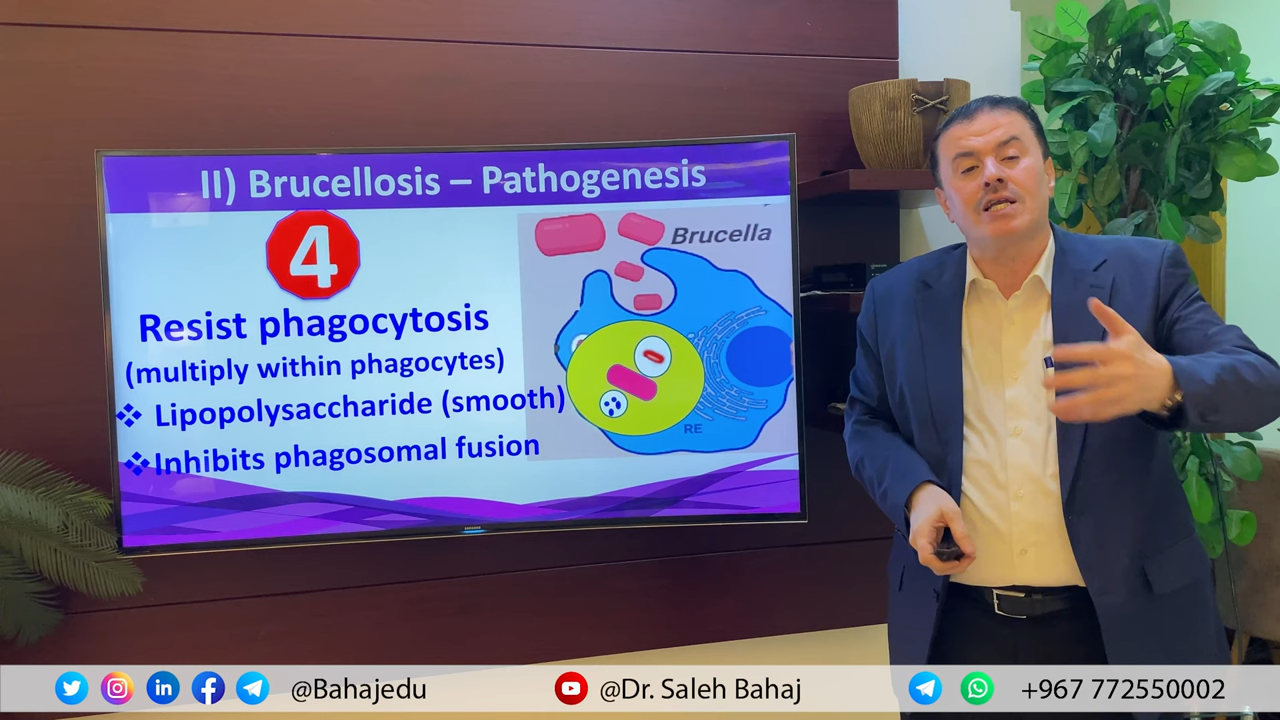 II) Brucellosis – Pathogenesis
4
Brucella
Resist phagocytosis
(multiply within phagocytes)
❖ Lipopolysaccharide (smooth)
❖ Inhibits phagosomal fusion
RE
SAMSUNG
@Bahajedu
@Dr. Saleh Bahaj
+967 772550002